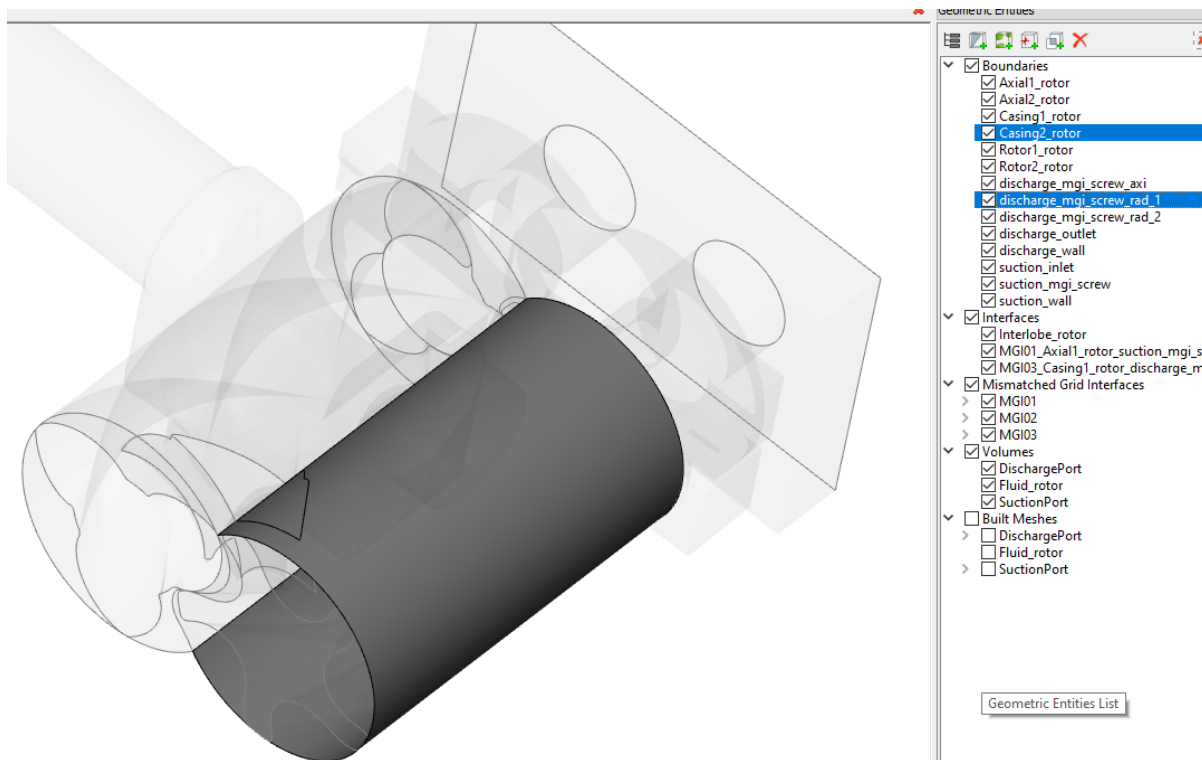 Geometric Entities
Boundaries
Axial1_rotor
Axial2_rotor
Casing1_rotor
Casing2_rotor
Rotor1_rotor
Rotor2_rotor
discharge_mgi_screw_axi
discharge_mgi_screw_rad_1
discharge_mgi_screw_rad_2
discharge_outlet
discharge_wall
suction_inlet
suction_mgi_screw
suction_wall
Interfaces
Interlobe_rotor
MGI01_Axial1_rotor_suction_mgi_s
MGI03_Casing1_rotor_discharge_m
Mismatched Grid Interfaces
MGI01
MGI02
MGI03
Volumes
DischargePort
Fluid_rotor
SuctionPort
Built Meshes
DischargePort
Fluid_rotor
SuctionPort
Geometric Entities List